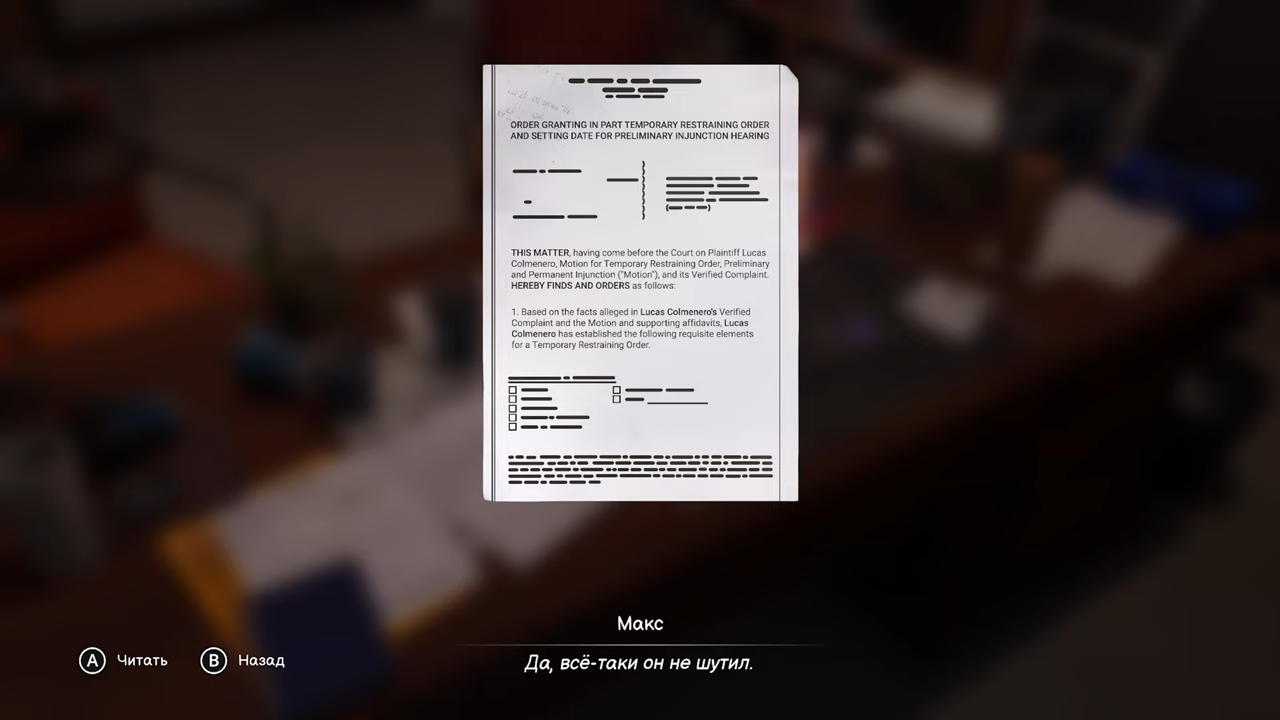 ORDER GRANTING IN PART TEMPORARY RESTRAINING ORDER
AND SETTING DATE FOR PRELIMINARY INJUNCTION HEARING
THIS MATTER, having come before the Court on Plaintiff Lucas
Colmenero, Motion for Temporary Restraining Order, Preliminary
and Permanent Injunction ("Motion"), and its Verified Complaint.
HEREBY FINDS AND ORDERS as follows:
1. Based on the facts alleged in Lucas Colmenero's Verified
Complaint and the Motion and supporting affidavits, Lucas
Colmenero has established the following requisite elements
for a Temporary Restraining Order.
Макс
Да, всё-таки он не шутил.
A Читать
B Назад